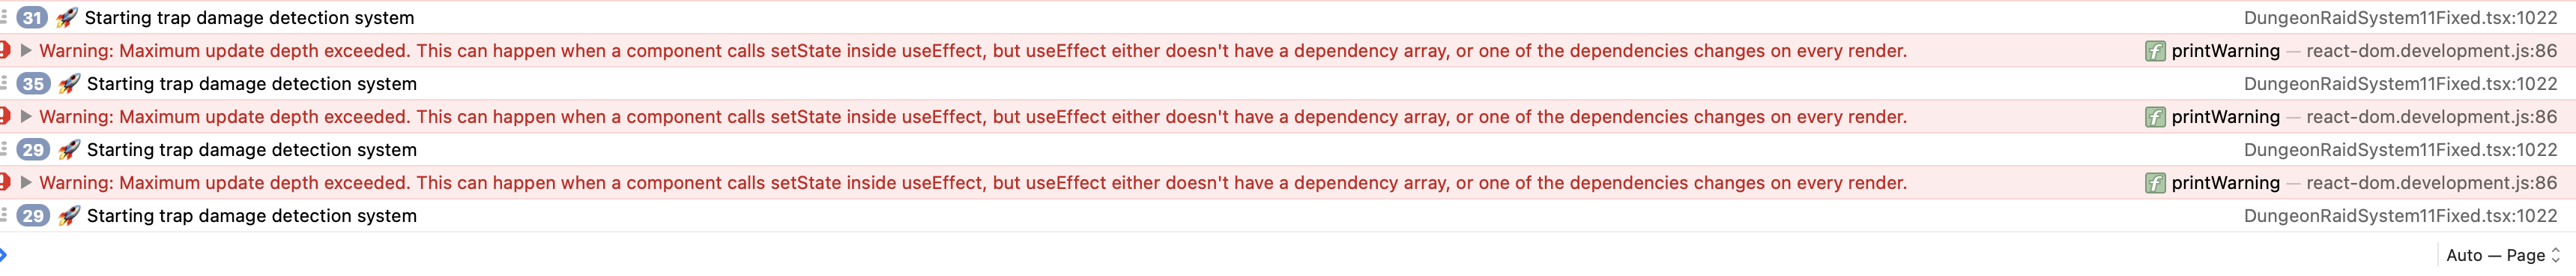 31 🚀 Starting trap damage detection system DungeonRaidSystem11Fixed.tsx:1022
Warning: Maximum update depth exceeded. This can happen when a component calls setState inside useEffect, but useEffect either doesn't have a dependency array, or one of the dependencies changes on every render. f printWarning — react-dom.development.js:86
35 🚀 Starting trap damage detection system DungeonRaidSystem11Fixed.tsx:1022
Warning: Maximum update depth exceeded. This can happen when a component calls setState inside useEffect, but useEffect either doesn't have a dependency array, or one of the dependencies changes on every render. f printWarning — react-dom.development.js:86
29 🚀 Starting trap damage detection system DungeonRaidSystem11Fixed.tsx:1022
Warning: Maximum update depth exceeded. This can happen when a component calls setState inside useEffect, but useEffect either doesn't have a dependency array, or one of the dependencies changes on every render. f printWarning — react-dom.development.js:86
29 🚀 Starting trap damage detection system DungeonRaidSystem11Fixed.tsx:1022
Auto — Page